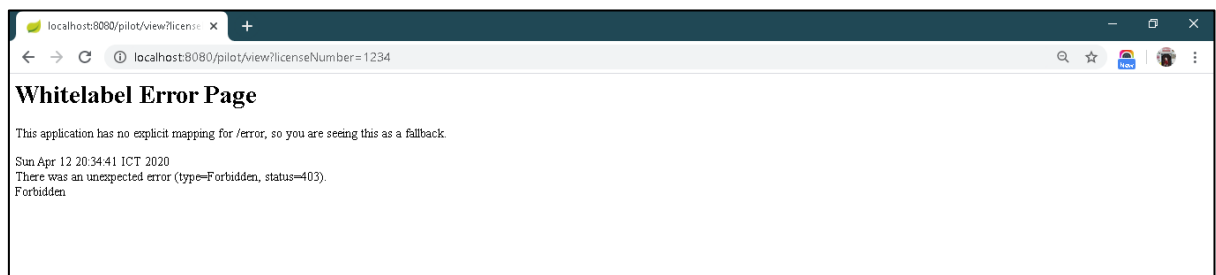 localhost:8080/pilot/view?license
localhost:8080/pilot/view?licenseNumber=1234
New
Whitelabel Error Page
This application has no explicit mapping for /error, so you are seeing this as a fallback.
Sun Apr 12 20:34:41 ICT 2020
There was an unexpected error (type=Forbidden, status=403).
Forbidden